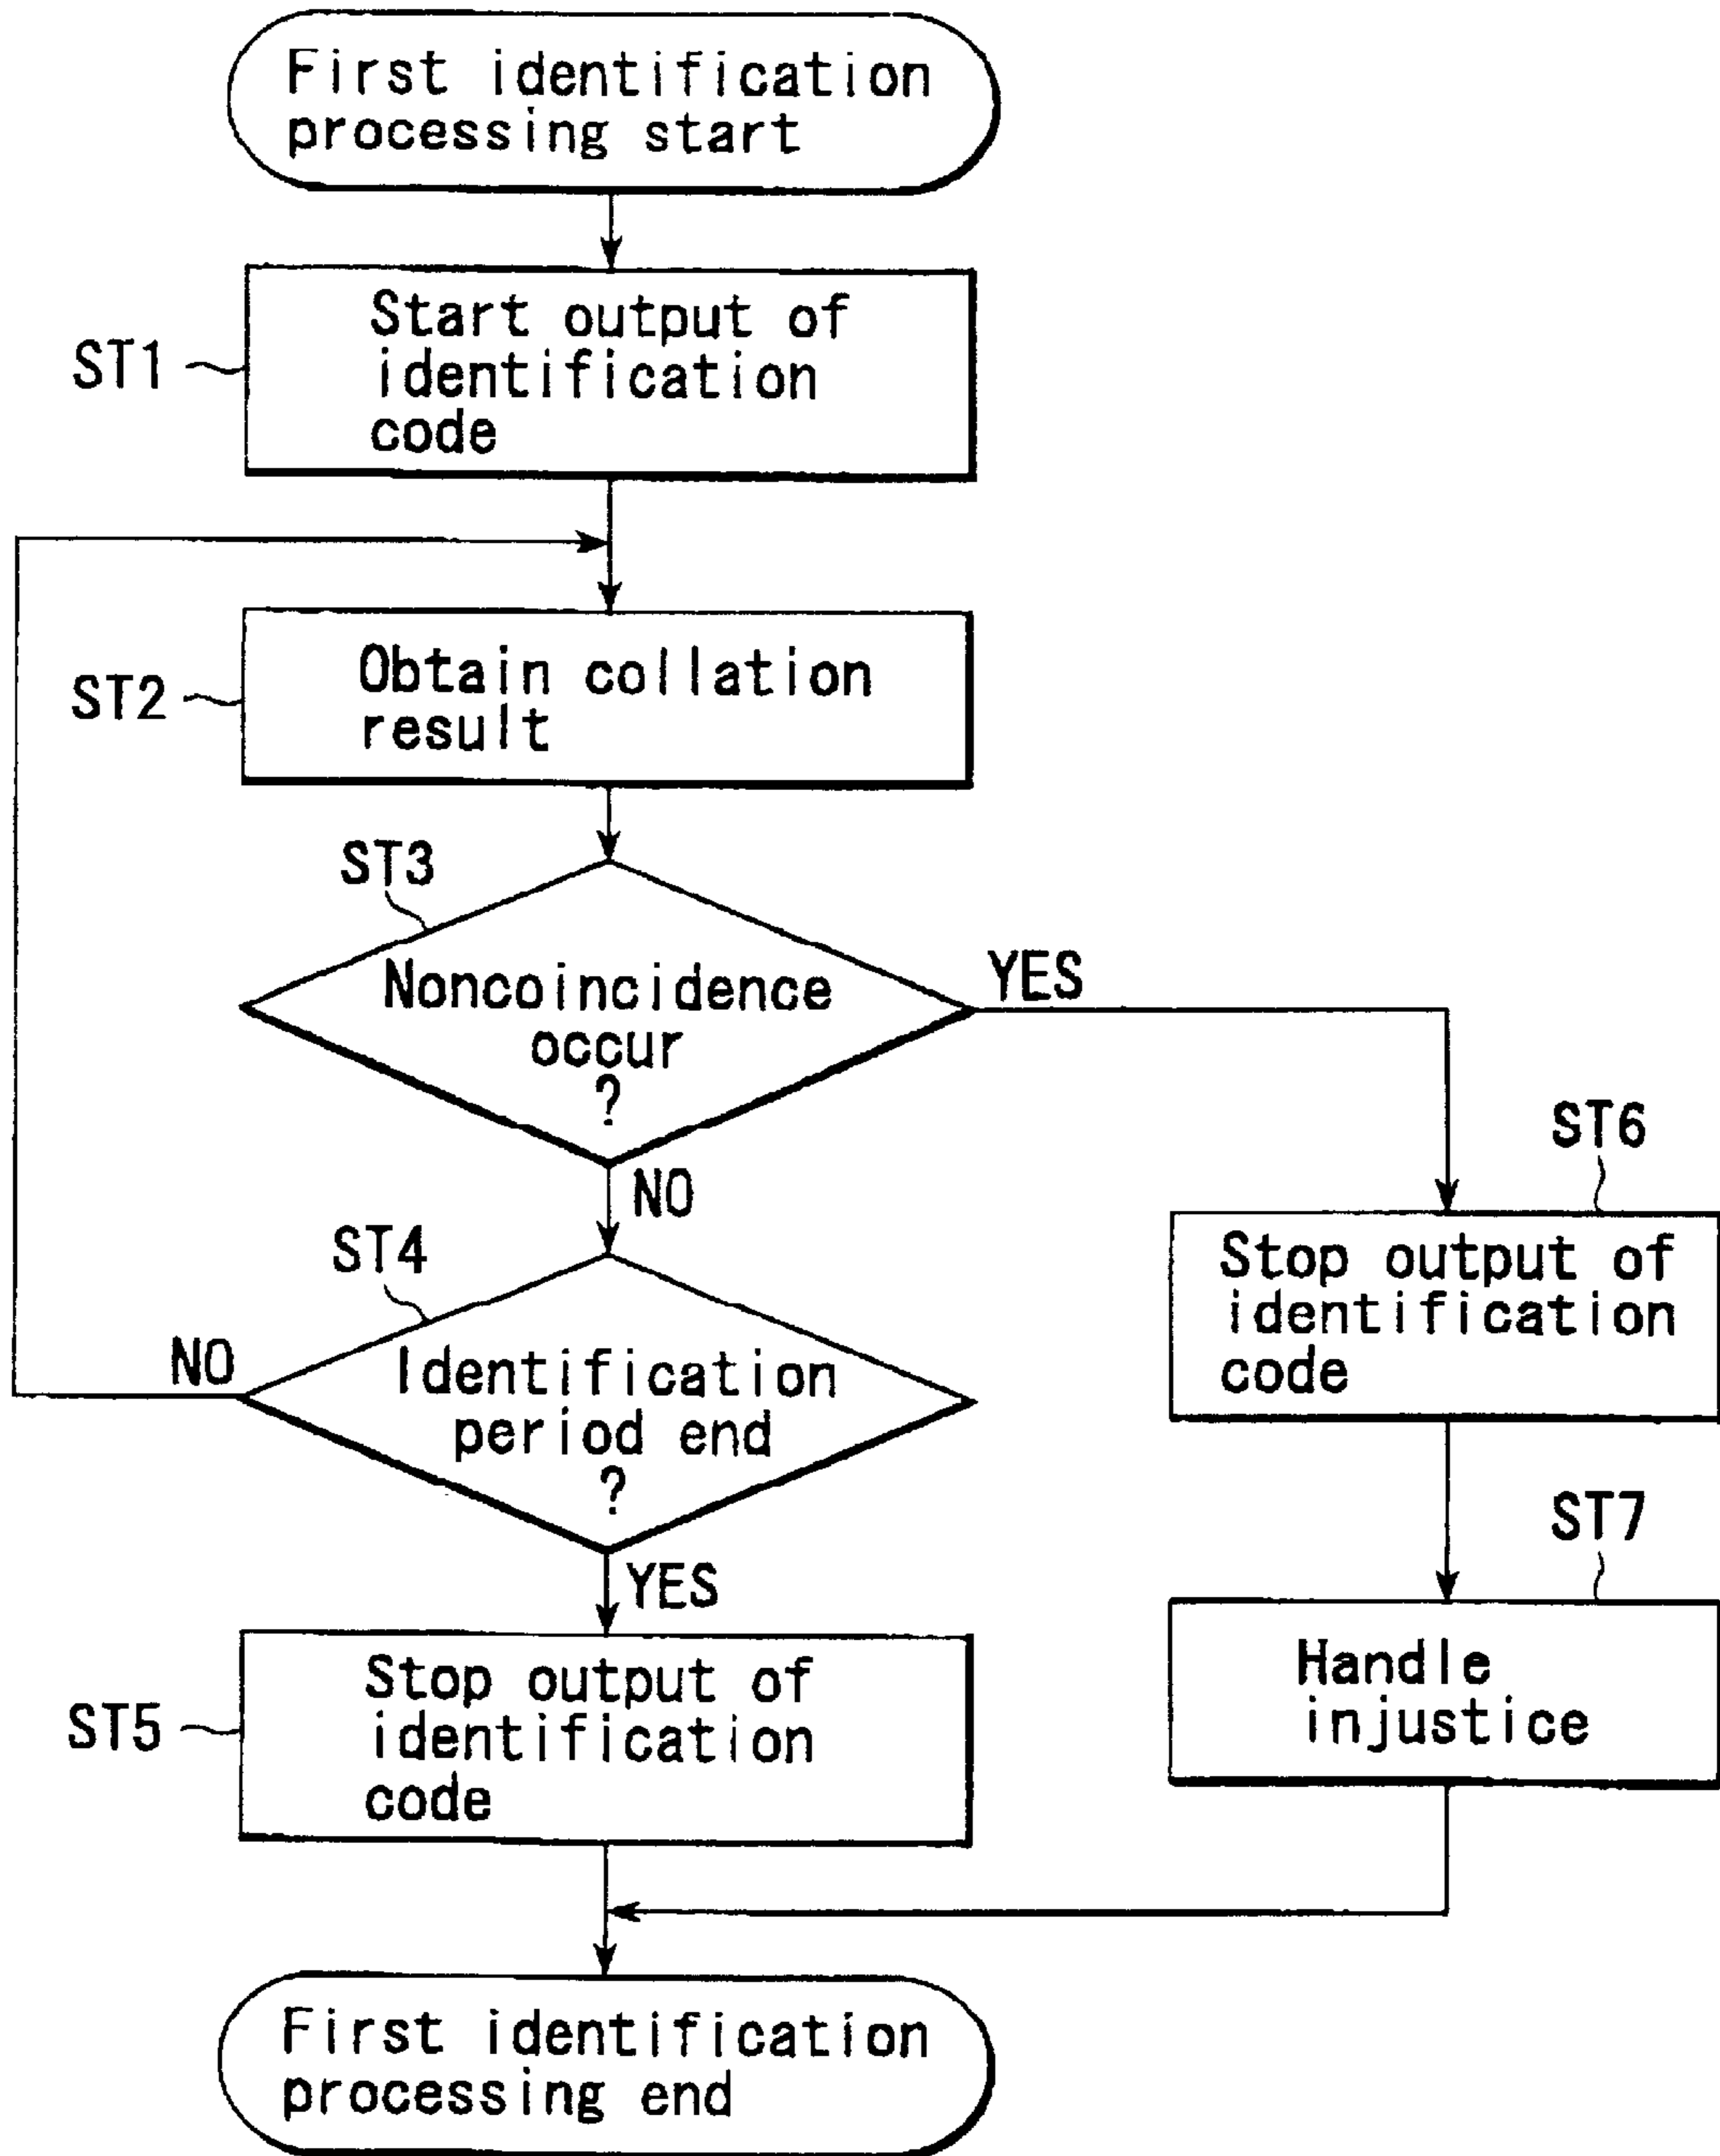 First identification
processing start
ST1
Start output of
identification
code
ST2
Obtain collation
result
ST3
Noncoincidence
occur
?
YES
NO
ST4
Identification
period end
?
NO
YES
ST5
Stop output of
identification
code
ST6
Stop output of
identification
code
ST7
Handle
injustice
First identification
processing end